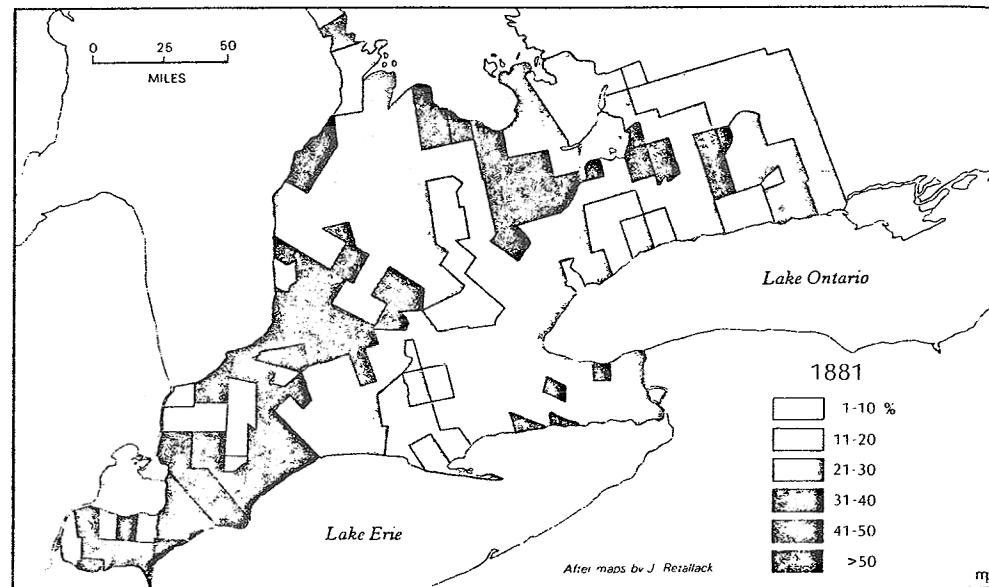 0 25 50
MILES
Lake Ontario
1881
1-10 %
11-20
21-30
31-40
41-50
>50
Lake Erie
After maps by J. Retallack